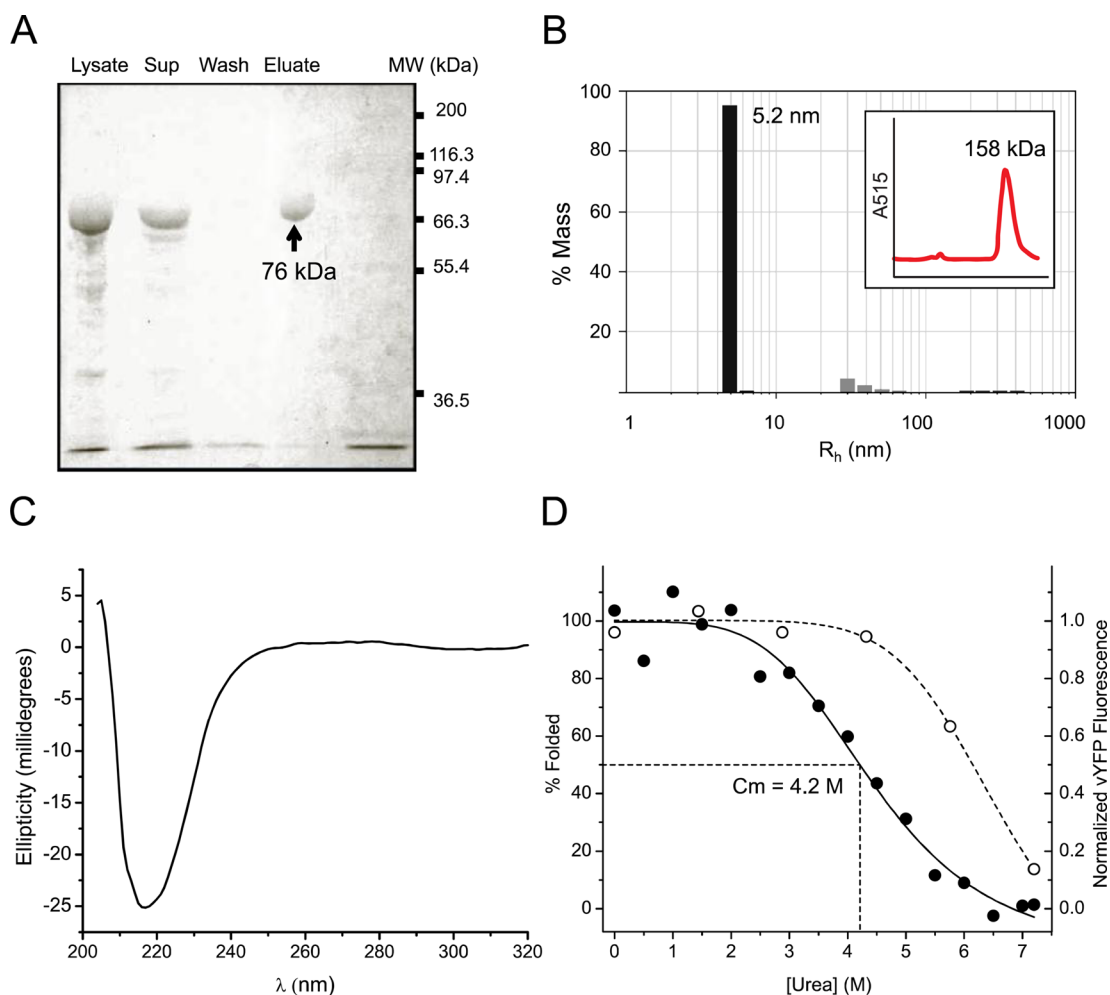 A
Lysate Sup Wash Eluate MW (kDa)
200
116.3
97.4
66.3
76 kDa
55.4
36.5
B
100
80
60
40
20
% Mass
5.2 nm
158 kDa
A515
1 10 100 1000
Rh (nm)
C
5
0
-5
-10
-15
-20
-25
Ellipticity (millidegrees)
200 220 240 260 280 300 320
λ (nm)
D
100
80
60
40
20
0
% Folded
Cm = 4.2 M
1.0
0.8
0.6
0.4
0.2
0.0
Normalized vYFP Fluorescence
0 1 2 3 4 5 6 7
[Urea] (M)